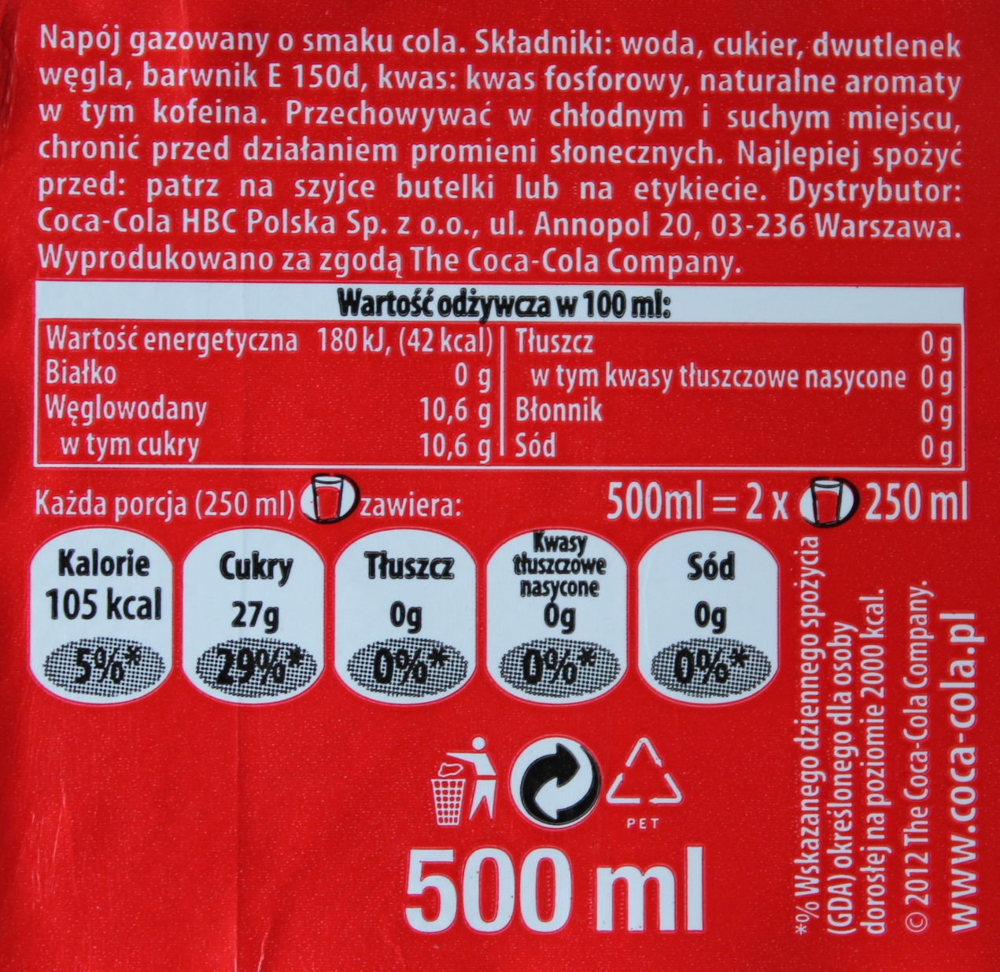 Napój gazowany o smaku cola. Składniki: woda, cukier, dwutlenek
węgla, barwnik E 150d, kwas: kwas fosforowy, naturalne aromaty
w tym kofeina. Przechowywać w chłodnym i suchym miejscu,
chronić przed działaniem promieni słonecznych. Najlepiej spożyć
przed: patrz na szyjce butelki lub na etykiecie. Dystrybutor:
Coca-Cola HBC Polska Sp. z o.o., ul. Annopol 20, 03-236 Warszawa.
Wyprodukowano za zgodą The Coca-Cola Company.
Wartość odżywcza w 100 ml:
Wartość energetyczna 180 kJ, (42 kcal)
Białko 0 g
Węglowodany 10,6 g
w tym cukry 10,6 g
Tłuszcz 0 g
w tym kwasy tłuszczowe nasycone 0 g
Błonnik 0 g
Sód 0 g
Każda porcja (250 ml) zawiera:
500ml = 2 x 250 ml
Kalorie
105 kcal
5%*
Cukry
27g
29%*
Tłuszcz
0g
0%*
Kwasy
tłuszczowe
nasycone
0g
0%*
Sód
0g
0%*
*% Wskazanego dziennego spożycia
(GDA) określonego dla osoby
dorosłej na poziomie 2000 kcal.
© 2012 The Coca-Cola Company.
www.coca-cola.pl
PET
500 ml